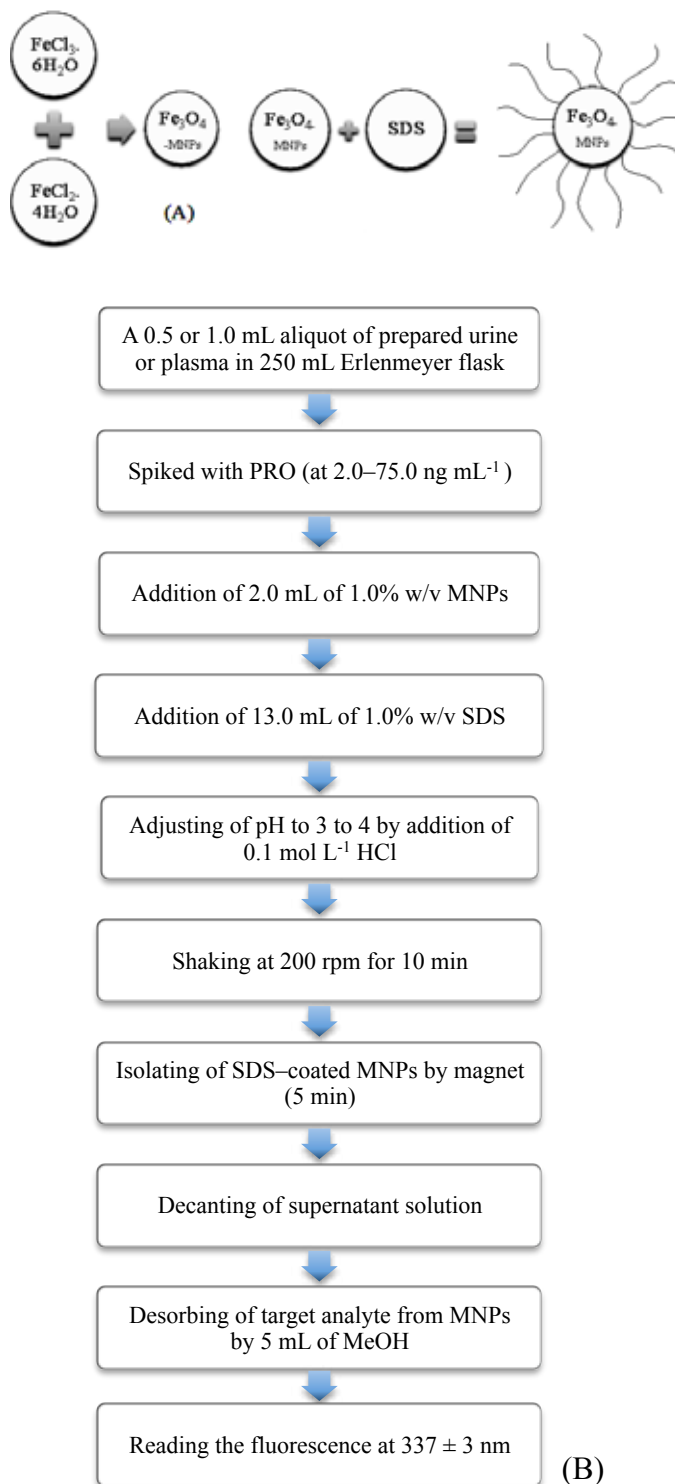 FeCl3.
6H2O
FeCl2.
4H2O
Fe3O4
-MNPs
Fe3O4.
MNPs
SDS
Fe3O4.
MNPs
(A)
A 0.5 or 1.0 mL aliquot of prepared urine
or plasma in 250 mL Erlenmeyer flask
Spiked with PRO (at 2.0–75.0 ng mL-1 )
Addition of 2.0 mL of 1.0% w/v MNPs
Addition of 13.0 mL of 1.0% w/v SDS
Adjusting of pH to 3 to 4 by addition of
0.1 mol L-1 HCl
Shaking at 200 rpm for 10 min
Isolating of SDS–coated MNPs by magnet
(5 min)
Decanting of supernatant solution
Desorbing of target analyte from MNPs
by 5 mL of MeOH
Reading the fluorescence at 337 ± 3 nm
(B)